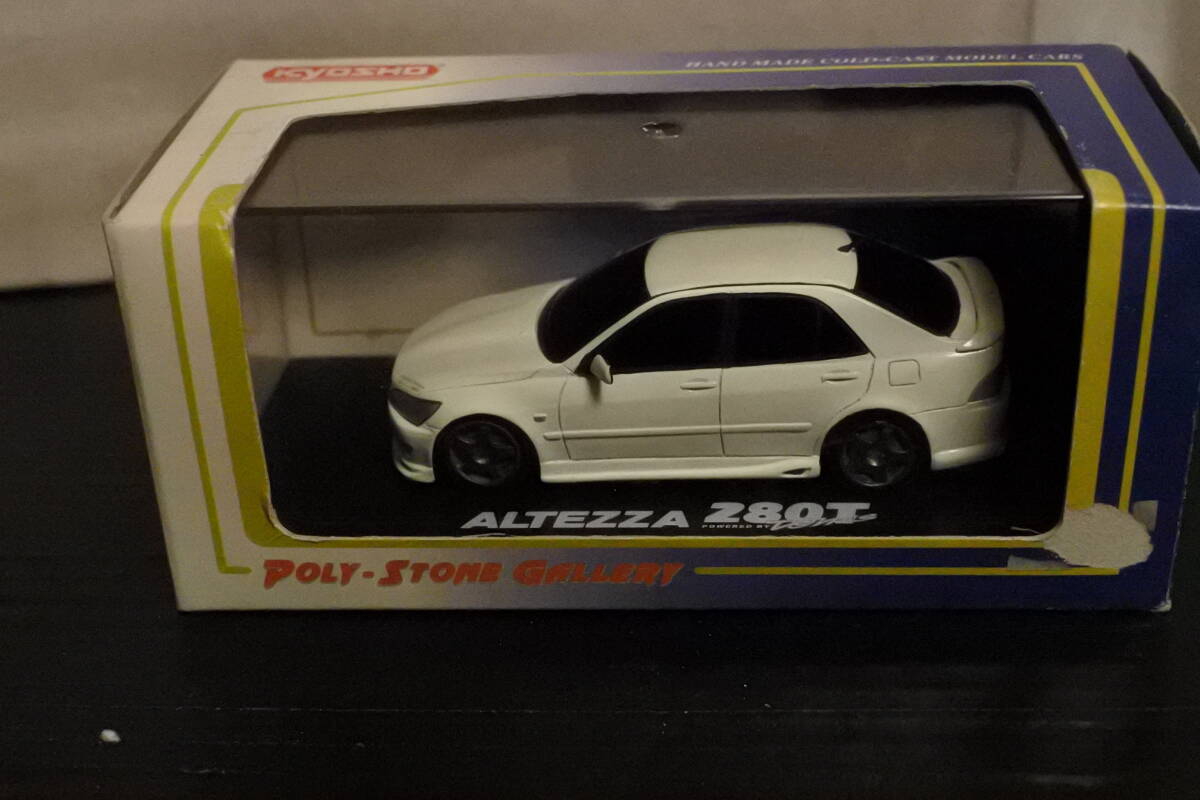 KYOSHO
HAND MADE COLD-CAST MODEL CARS
ALTEZZA 280T
POWERED BY
POLY-STONE GALLERY